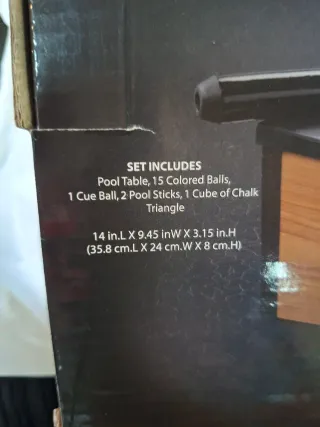 SET INCLUDES
Pool Table, 15 Colored Balls,
1 Cue Ball, 2 Pool Sticks, 1 Cube of Chalk
Triangle
14 in.L X 9.45 inW X 3.15 in.H
(35.8 cm.L X 24 cm.W X 8 cm.H)